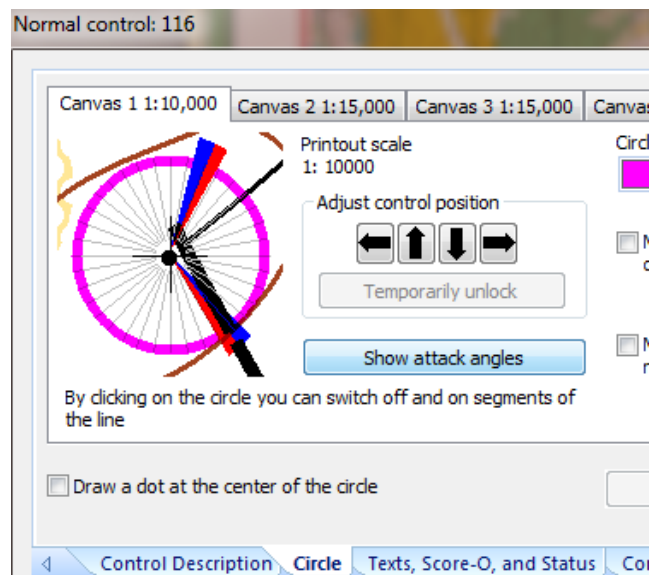 Normal control: 116
Canvas 1 1:10,000
Canvas 2 1:15,000
Canvas 3 1:15,000
Canvas
Printout scale
1: 10000
Circl
Adjust control position
Temporarily unlock
Show attack angles
By clicking on the circle you can switch off and on segments of
the line
Draw a dot at the center of the circle
Control Description
Circle
Texts, Score-O, and Status